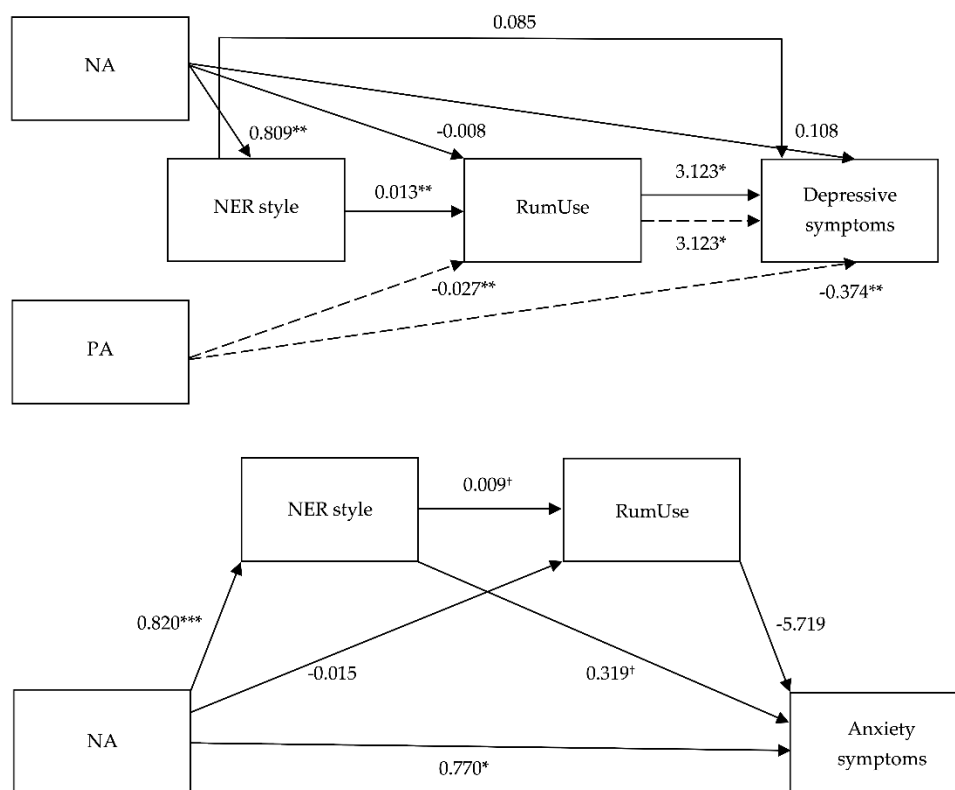 0.085
NA
0.809**
-0.008
0.108
NER style
0.013**
RumUse
3.123*
3.123*
Depressive
symptoms
-0.027**
-0.374**
PA
NER style
0.009†
RumUse
0.820***
-0.015
0.319†
-5.719
NA
0.770*
Anxiety
symptoms